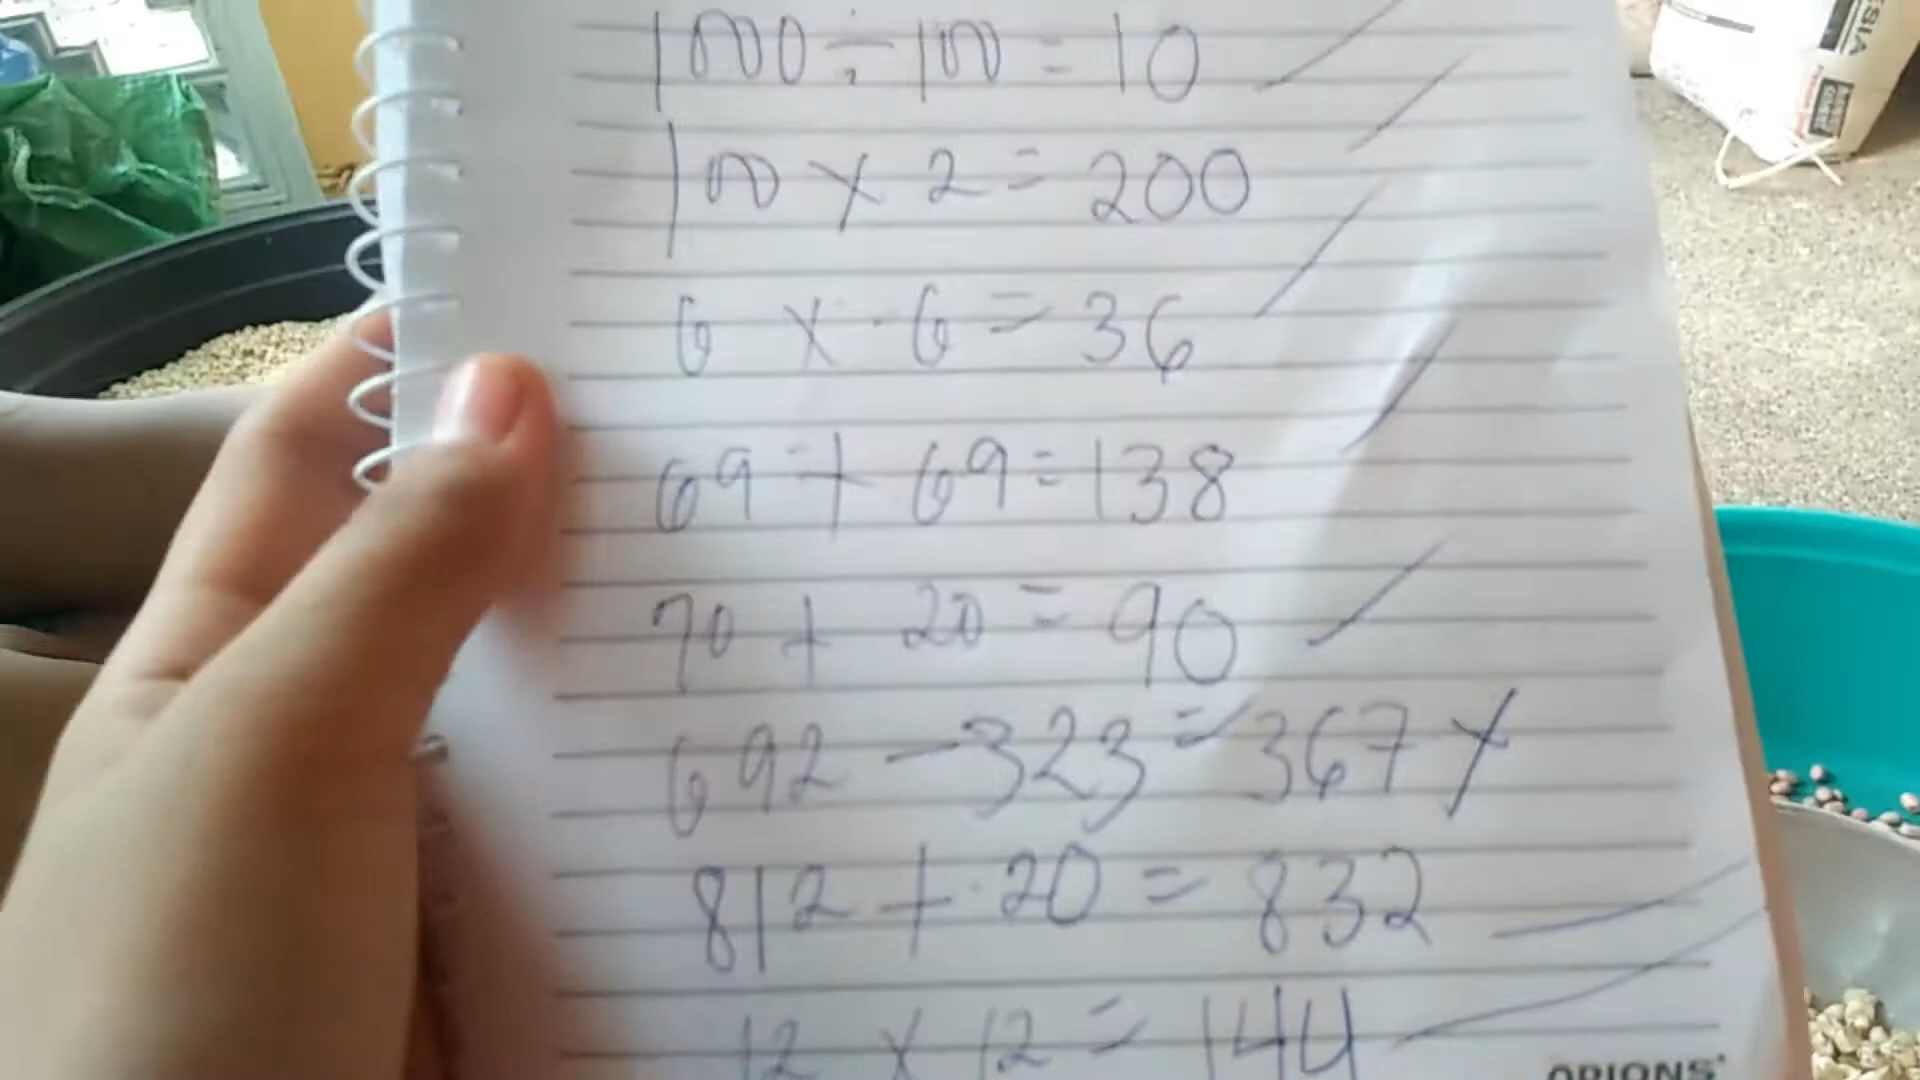 1000 ÷ 100 = 10
100 x 2 = 200
6 x 6 = 36
69 + 69 = 138
70 + 20 = 90
692 - 323 = 367 x
812 + 20 = 832
12 x 12 = 144
ORIONS